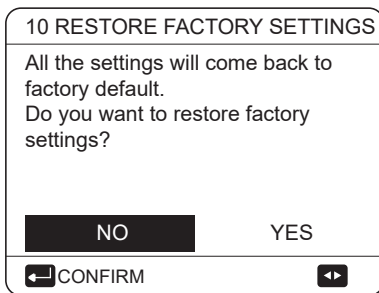 10 RESTORE FACTORY SETTINGS
All the settings will come back to
factory default.
Do you want to restore factory
settings?
NO YES
CONFIRM